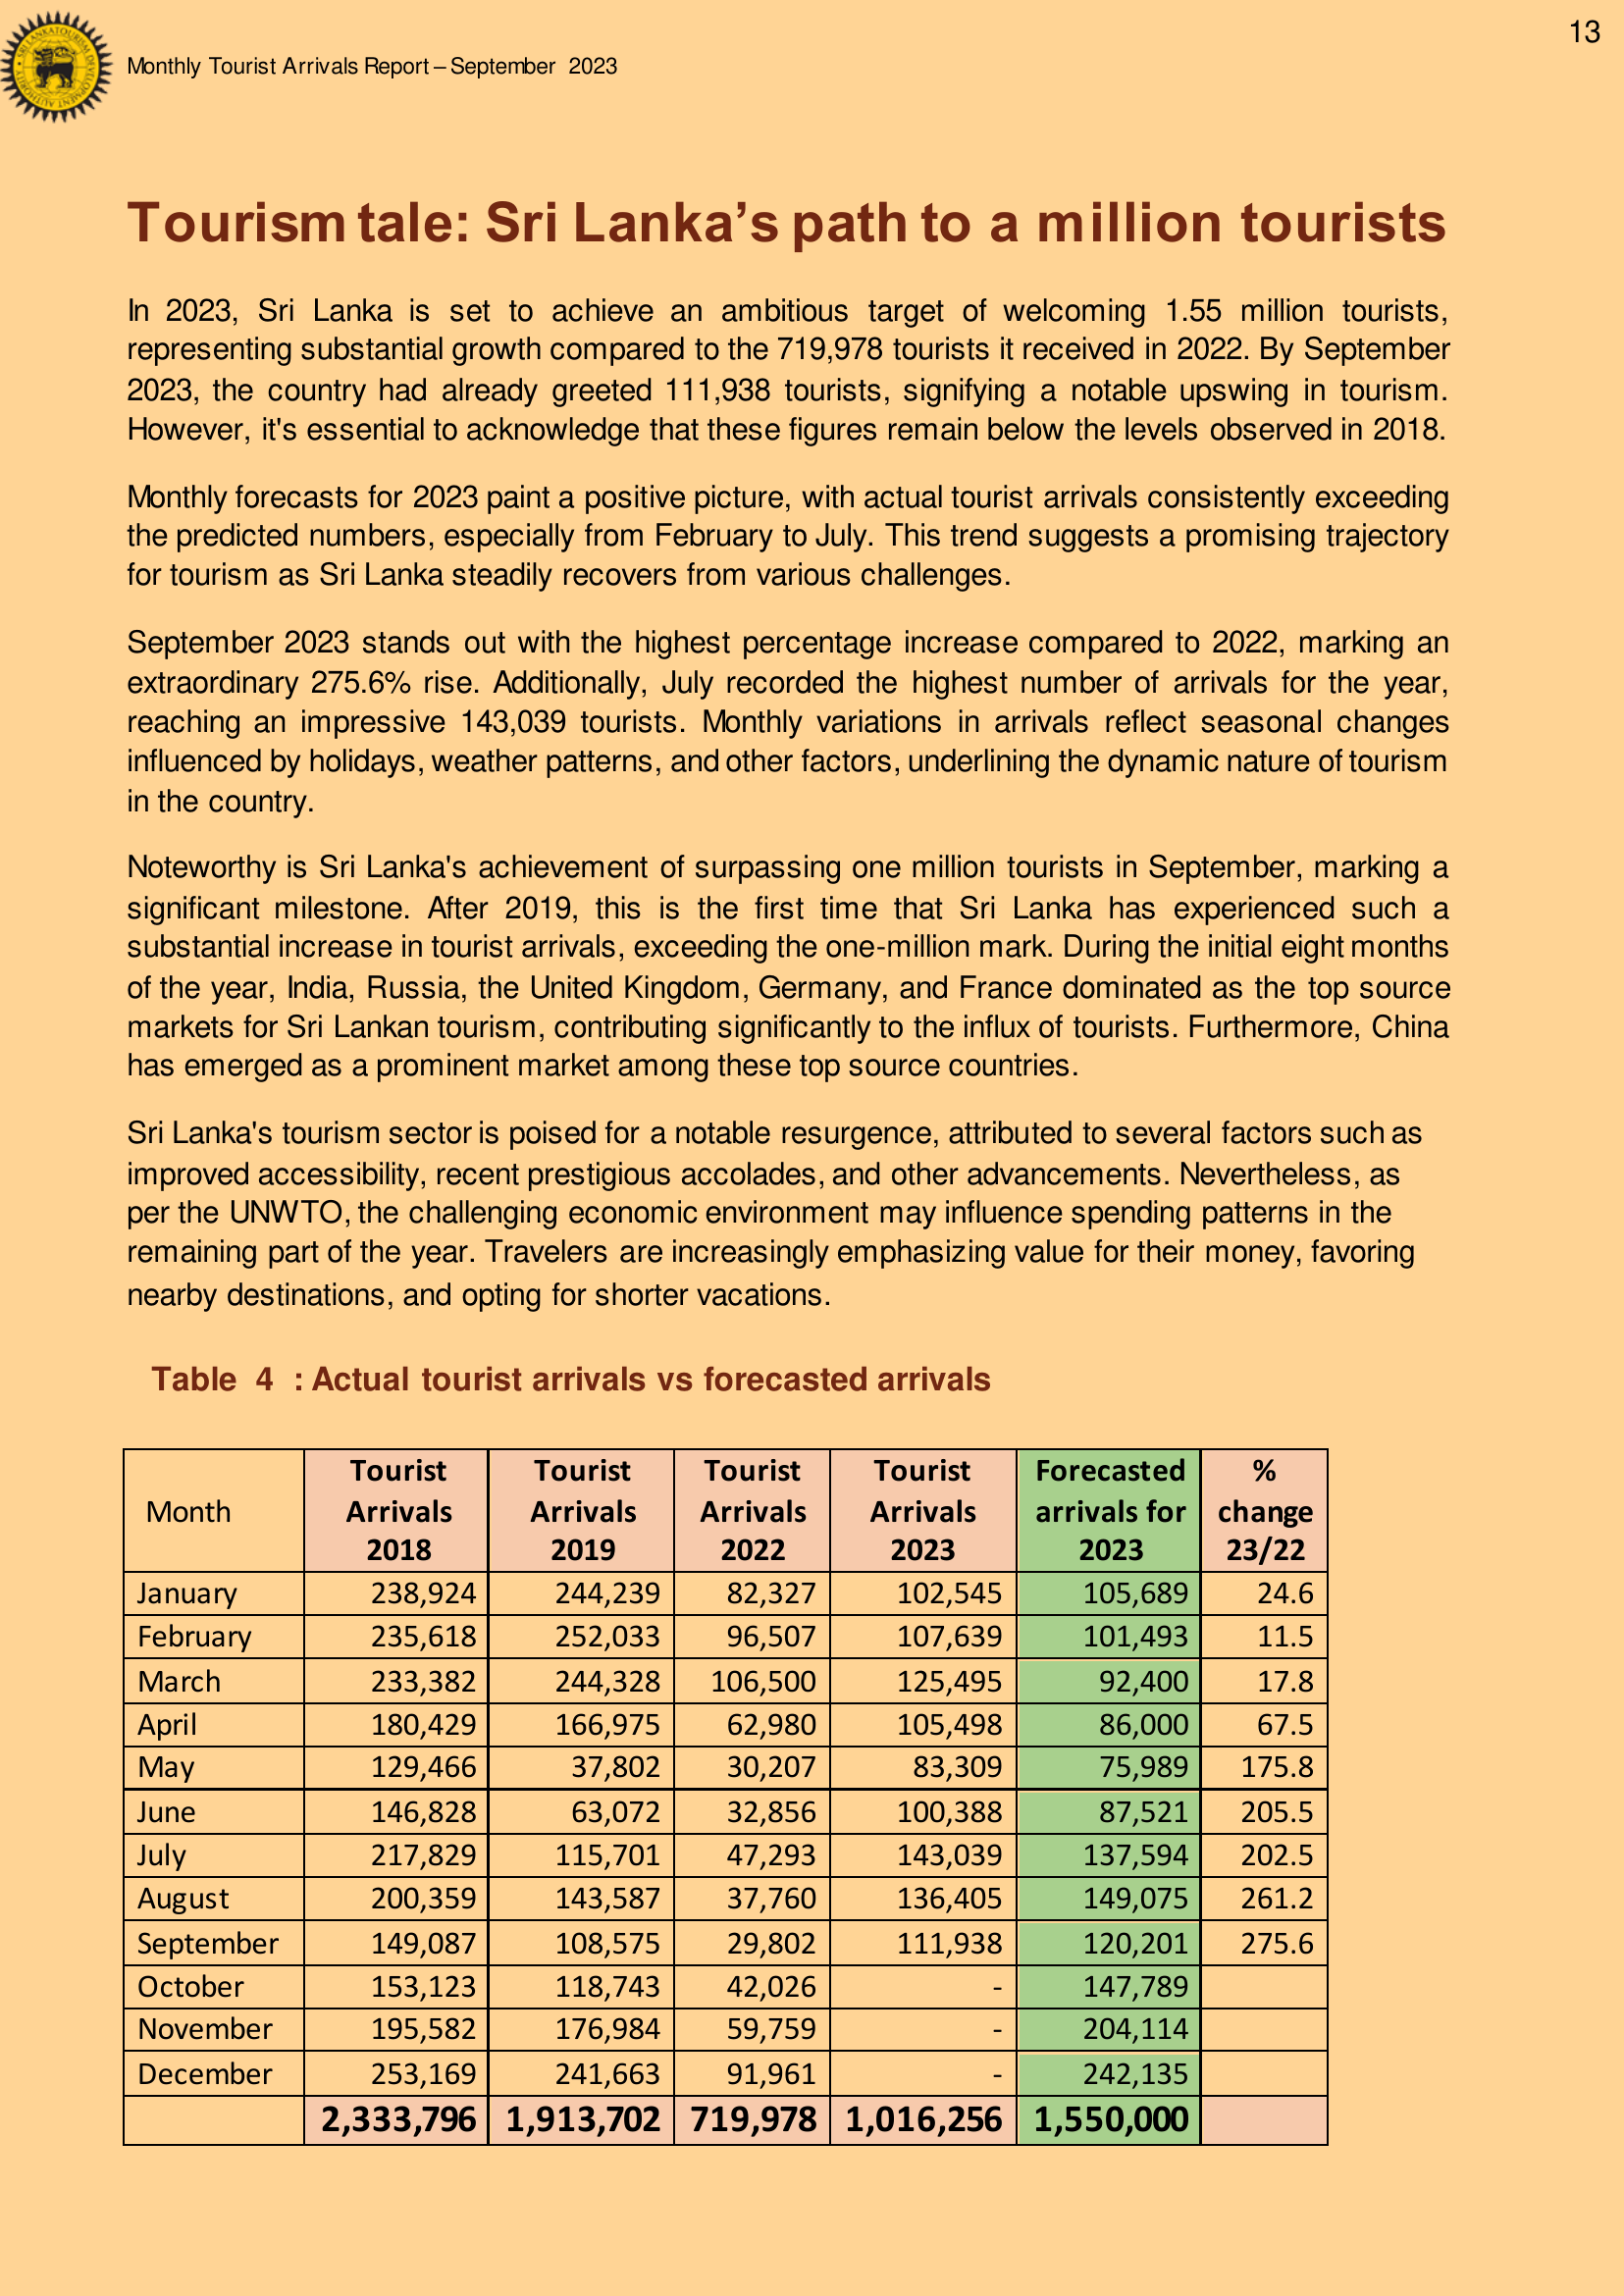 13
SRI LANKA TOURISM DEVELOPMENT AUTHORITY
Monthly Tourist Arrivals Report – September 2023
Tourism tale: Sri Lanka’s path to a million tourists
In 2023, Sri Lanka is set to achieve an ambitious target of welcoming 1.55 million tourists,
representing substantial growth compared to the 719,978 tourists it received in 2022. By September
2023, the country had already greeted 111,938 tourists, signifying a notable upswing in tourism.
However, it's essential to acknowledge that these figures remain below the levels observed in 2018.
Monthly forecasts for 2023 paint a positive picture, with actual tourist arrivals consistently exceeding
the predicted numbers, especially from February to July. This trend suggests a promising trajectory
for tourism as Sri Lanka steadily recovers from various challenges.
September 2023 stands out with the highest percentage increase compared to 2022, marking an
extraordinary 275.6% rise. Additionally, July recorded the highest number of arrivals for the year,
reaching an impressive 143,039 tourists. Monthly variations in arrivals reflect seasonal changes
influenced by holidays, weather patterns, and other factors, underlining the dynamic nature of tourism
in the country.
Noteworthy is Sri Lanka's achievement of surpassing one million tourists in September, marking a
significant milestone. After 2019, this is the first time that Sri Lanka has experienced such a
substantial increase in tourist arrivals, exceeding the one-million mark. During the initial eight months
of the year, India, Russia, the United Kingdom, Germany, and France dominated as the top source
markets for Sri Lankan tourism, contributing significantly to the influx of tourists. Furthermore, China
has emerged as a prominent market among these top source countries.
Sri Lanka's tourism sector is poised for a notable resurgence, attributed to several factors such as
improved accessibility, recent prestigious accolades, and other advancements. Nevertheless, as
per the UNWTO, the challenging economic environment may influence spending patterns in the
remaining part of the year. Travelers are increasingly emphasizing value for their money, favoring
nearby destinations, and opting for shorter vacations.
Table 4 : Actual tourist arrivals vs forecasted arrivals
Month Tourist Arrivals 2018 Tourist Arrivals 2019 Tourist Arrivals 2022 Tourist Arrivals 2023 Forecasted arrivals for 2023 % change 23/22
January 238,924 244,239 82,327 102,545 105,689 24.6
February 235,618 252,033 96,507 107,639 101,493 11.5
March 233,382 244,328 106,500 125,495 92,400 17.8
April 180,429 166,975 62,980 105,498 86,000 67.5
May 129,466 37,802 30,207 83,309 75,989 175.8
June 146,828 63,072 32,856 100,388 87,521 205.5
July 217,829 115,701 47,293 143,039 137,594 202.5
August 200,359 143,587 37,760 136,405 149,075 261.2
September 149,087 108,575 29,802 111,938 120,201 275.6
October 153,123 118,743 42,026 - 147,789
November 195,582 176,984 59,759 - 204,114
December 253,169 241,663 91,961 - 242,135
2,333,796 1,913,702 719,978 1,016,256 1,550,000